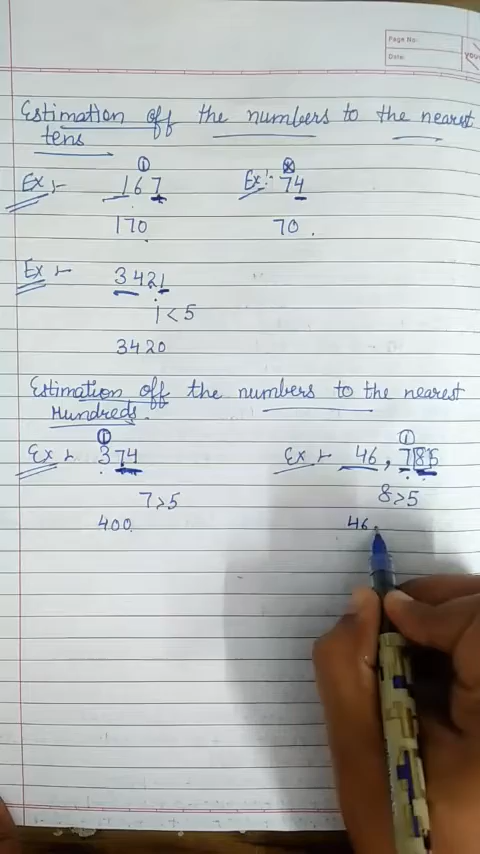 Page No:
Date:
YOUV
Estimation off the numbers to the nearest
tens
Ex:- 167 Ex:- 74
170 70.
Ex:- 3421
1<5
3420
Estimation off the numbers to the nearest
Hundreds.
① ①
Ex:- 374 Ex:- 46,785
7>5 8>5
400 46